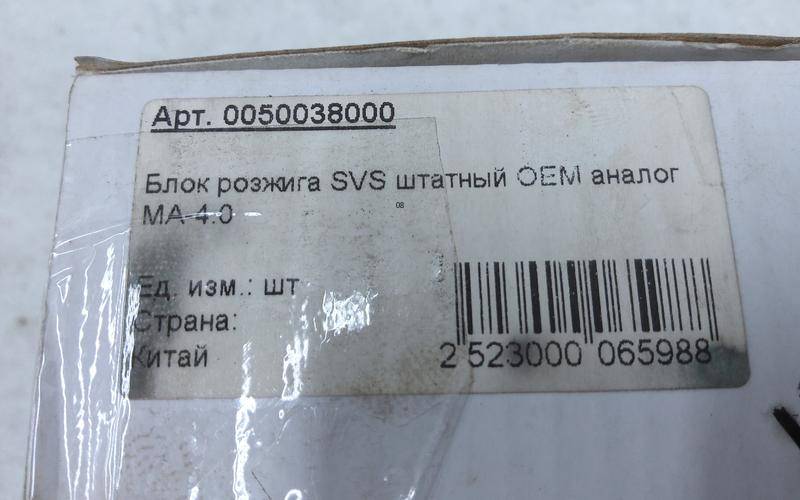 Арт. 0050038000
Блок розжига SVS штатный OEM аналог
MA-4.0
08
Ед. изм.: шт
Страна:
Китай
2 523000 065988